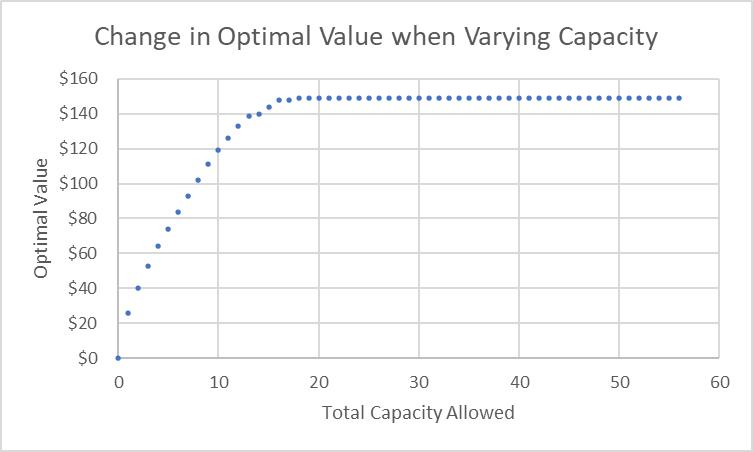 Change in Optimal Value when Varying Capacity
$160
$140
$120
$100
$80
$60
$40
$20
$0
Optimal Value
0 10 20 30 40 50 60
Total Capacity Allowed